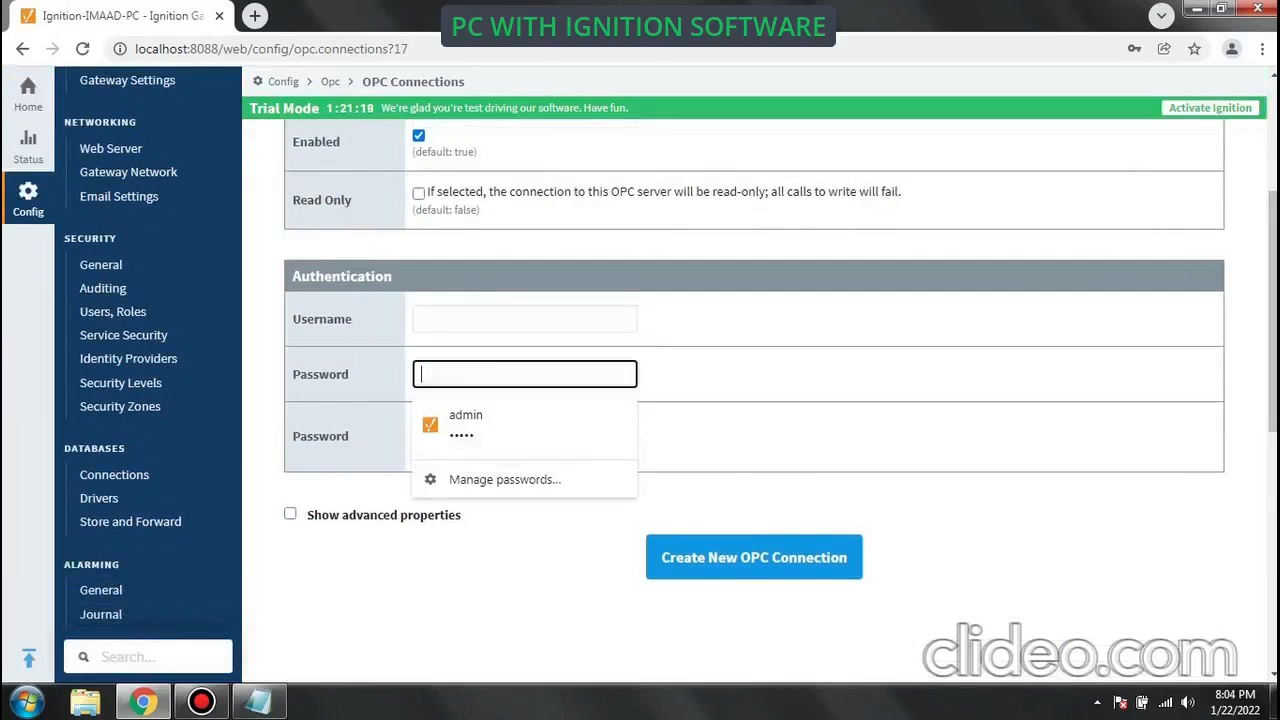 Ignition-IMAAD-PC - Ignition Ga
PC WITH IGNITION SOFTWARE
localhost:8088/web/config/opc.connections?17
Home
Status
Config
Gateway Settings
NETWORKING
Web Server
Gateway Network
Email Settings
SECURITY
General
Auditing
Users, Roles
Service Security
Identity Providers
Security Levels
Security Zones
DATABASES
Connections
Drivers
Store and Forward
ALARMING
General
Journal
Search...
Config > Opc > OPC Connections
Trial Mode 1:21:18 We're glad you're test driving our software. Have fun. Activate Ignition
Enabled
(default: true)
Read Only
If selected, the connection to this OPC server will be read-only; all calls to write will fail.
(default: false)
Authentication
Username
Password
Password
admin
•••••
Manage passwords...
Show advanced properties
Create New OPC Connection
clideo.com
8:04 PM
1/22/2022